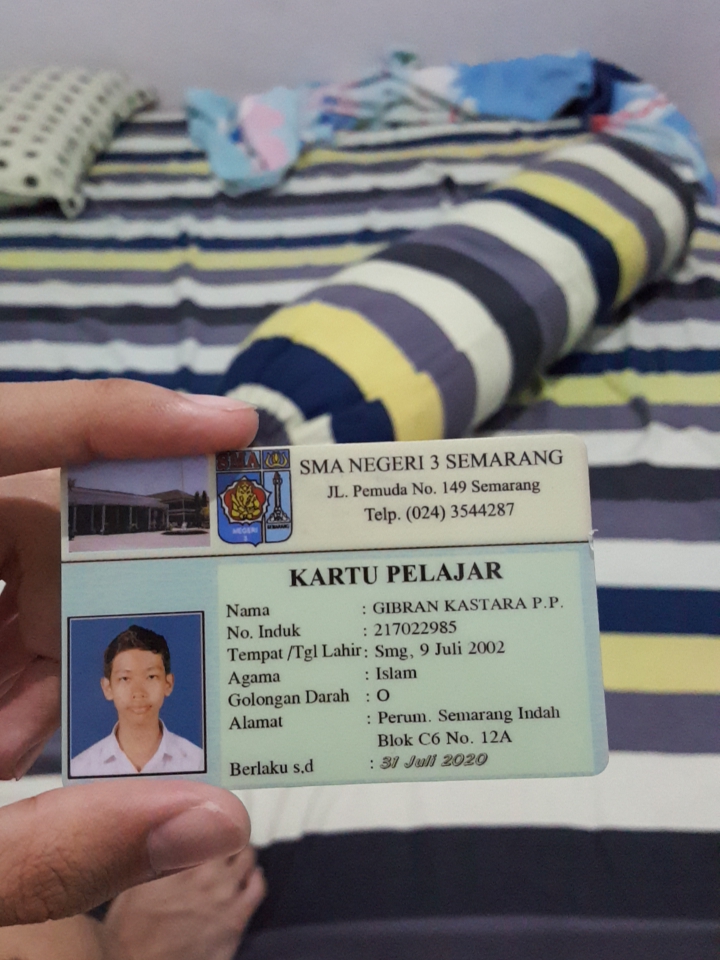 SMA
SMA NEGERI 3 SEMARANG
JL. Pemuda No. 149 Semarang
Telp. (024) 3544287
NEGERI
SEMARANG
KARTU PELAJAR
Nama : GIBRAN KASTARA P.P.
No. Induk : 217022985
Tempat /Tgl Lahir : Smg, 9 Juli 2002
Agama : Islam
Golongan Darah : O
Alamat : Perum. Semarang Indah
Blok C6 No. 12A
Berlaku s.d : 31 Juli 2020